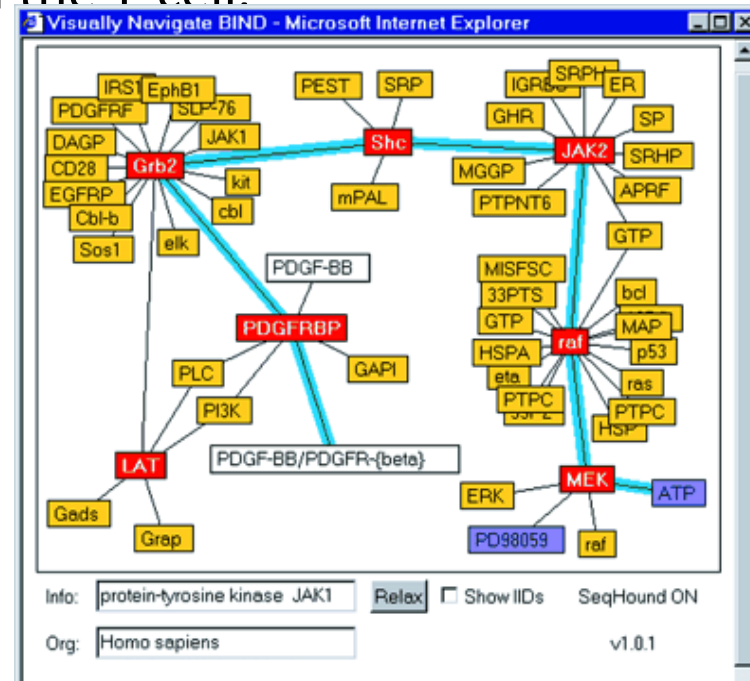 Visually Navigate BIND - Microsoft Internet Explorer
IRS1
EphB1
SLP-76
PDGFRF
DAGP
JAK1
CD28
Grb2
EGFRP
kit
Cbl-b
cbl
Sos1
elk
PEST
SRP
Shc
mPAL
SRPH
ER
GHR
SP
JAK2
SRHP
MGGP
APRF
PTPNT6
GTP
PDGF-BB
PDGFRBP
GAPI
PLC
PI3K
PDGF-BB/PDGFR-{beta}
LAT
Gads
Grap
MISFSC
33PTS
bcl
GTP
MAP
raf
HSPA
p53
eta
ras
PTPC
PTPC
HSP
MEK
ERK
ATP
PD98059
raf
Info: protein-tyrosine kinase JAK1 Relax Show IIDs SeqHound ON
Org: Homo sapiens v1.0.1